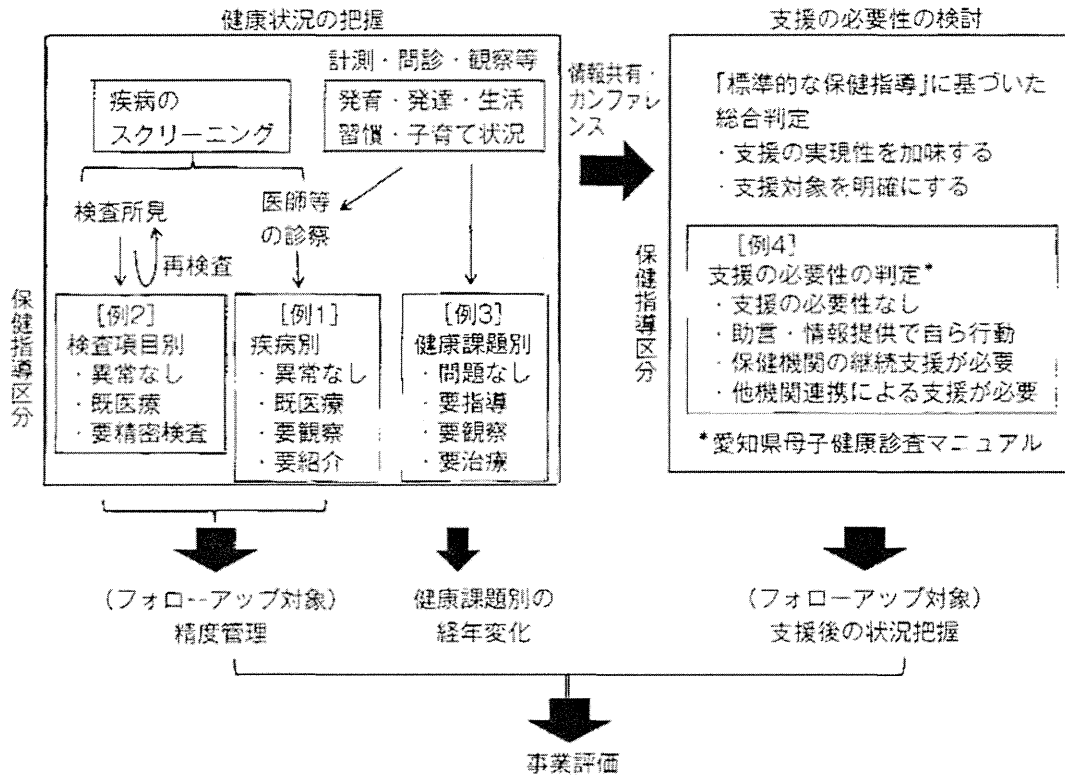 健康状況の把握
計測・問診・観察等
疾病の
スクリーニング
発育・発達・生活
習慣・子育て状況
検査所見
再検査
医師等
の診察
保健指導区分
[例2]
検査項目別
・異常なし
・既医療
・要精密検査
[例1]
疾病別
・異常なし
・既医療
・要観察
・要紹介
[例3]
健康課題別
・問題なし
・要指導
・要観察
・要治療
情報共有・
カンファレ
ンス
支援の必要性の検討
「標準的な保健指導」に基づいた
総合判定
・支援の実現性を加味する
・支援対象を明確にする
保健指導区分
[例4]
支援の必要性の判定*
・支援の必要性なし
・助言・情報提供で自ら行動
・保健機関の継続支援が必要
・他機関連携による支援が必要
*愛知県母子健康診査マニュアル
(フォローアップ対象)
精度管理
健康課題別の
経年変化
(フォローアップ対象)
支援後の状況把握
事業評価